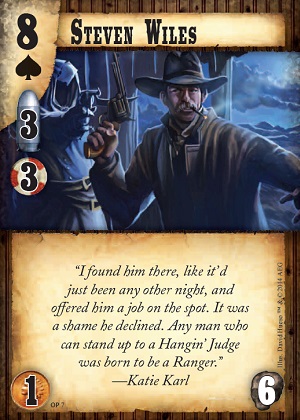 8 STEVEN WILES
3
3
“I found him there, like it’d
just been any other night, and
offered him a job on the spot. It was
a shame he declined. Any man who
can stand up to a Hangin’ Judge
was born to be a Ranger.”
—Katie Karl
1
OP 7
6